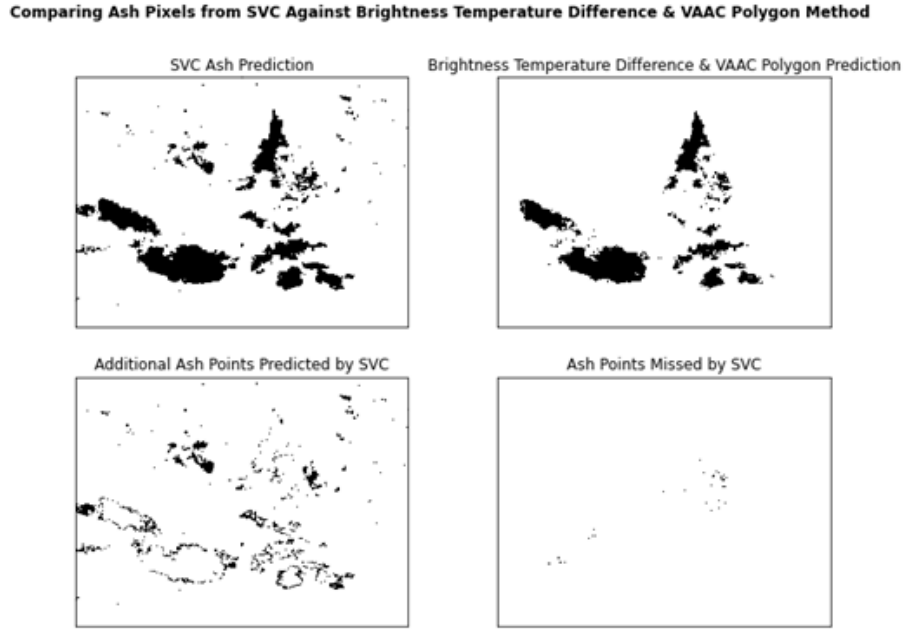 Comparing Ash Pixels from SVC Against Brightness Temperature Difference & VAAC Polygon Method
SVC Ash Prediction
Brightness Temperature Difference & VAAC Polygon Prediction
Additional Ash Points Predicted by SVC
Ash Points Missed by SVC